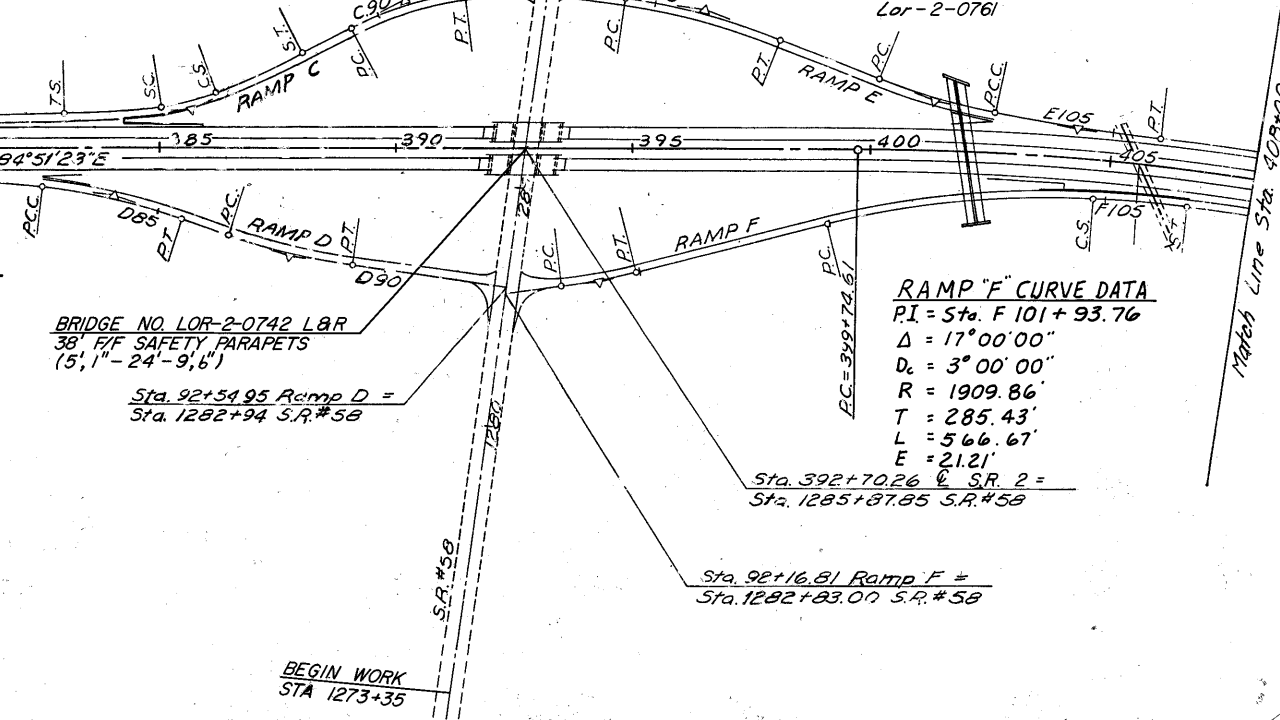 Lor-2-0761
C90
P.T.
P.C.
S.T.
P.C.
C.S.
S.C.
T.S.
RAMP C
P.T.
P.C.
RAMP E
P.C.C.
E105
P.T.
385
390
395
400
405
84°51'23"E
P.C.C.
D85
P.T.
P.C.
RAMP D
P.T.
D90
28'
P.C.
P.T.
RAMP F
P.C.
P.C.=399+74.61
C.S.
F105
S.T.
Match Line Sta.
BRIDGE NO. LOR-2-0742 L&R
38' F/F SAFETY PARAPETS
(5', 1"- 24'-9', 6")
Sta. 92+54.95 Ramp D =
Sta. 1282+94 S.R.#58
RAMP "F" CURVE DATA
P.I. = Sta. F 101+93.76
Δ = 17°00'00"
Dc = 3°00'00"
R = 1909.86'
T = 285.43'
L = 566.67'
E = 21.21'
1280
Sta. 392+70.26 ℄ S.R. 2 =
Sta. 1285+87.85 S.R.#58
Sta. 92+16.81 Ramp F =
Sta. 1282+83.00 S.R.#58
S.R.#58
BEGIN WORK
STA 1273+35